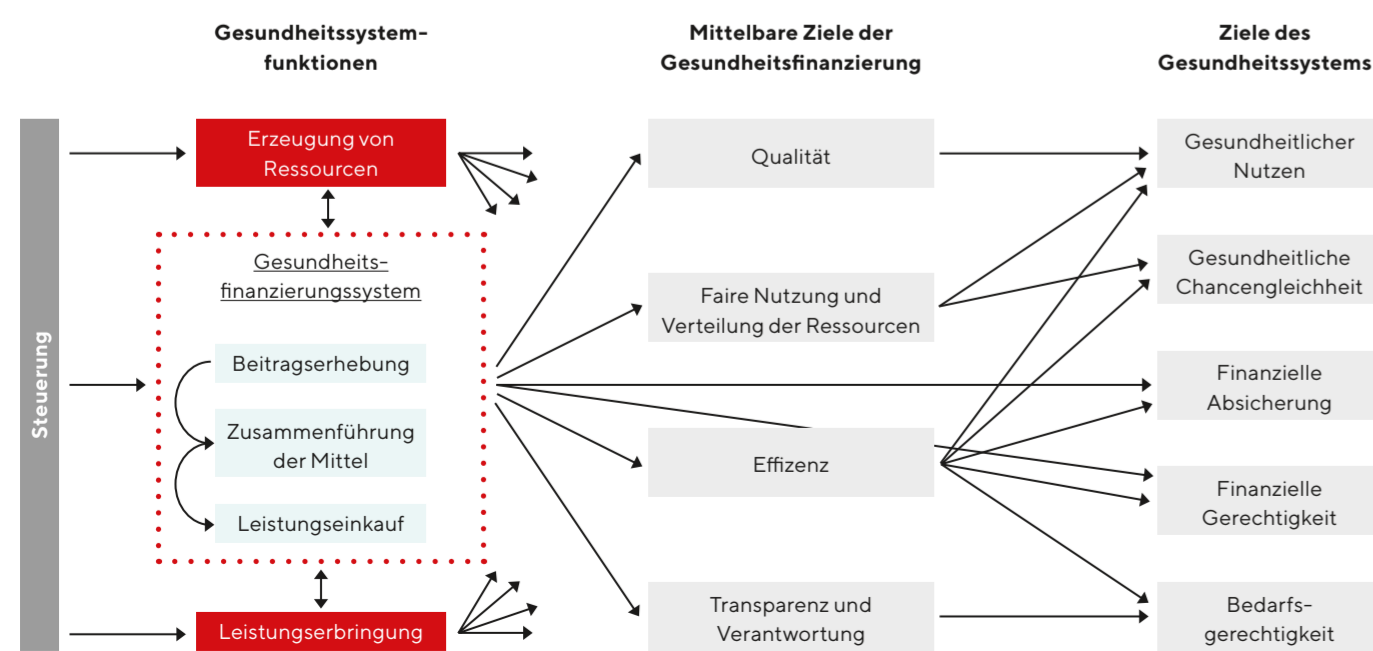 Gesundheitssystem-
funktionen
Mittelbare Ziele der
Gesundheitsfinanzierung
Ziele des
Gesundheitssystems
Steuerung
Erzeugung von
Ressourcen
Gesundheits-
finanzierungssystem
Beitragserhebung
Zusammenführung
der Mittel
Leistungseinkauf
Leistungserbringung
Qualität
Faire Nutzung und
Verteilung der Ressourcen
Effizenz
Transparenz und
Verantwortung
Gesundheitlicher
Nutzen
Gesundheitliche
Chancengleichheit
Finanzielle
Absicherung
Finanzielle
Gerechtigkeit
Bedarfs-
gerechtigkeit